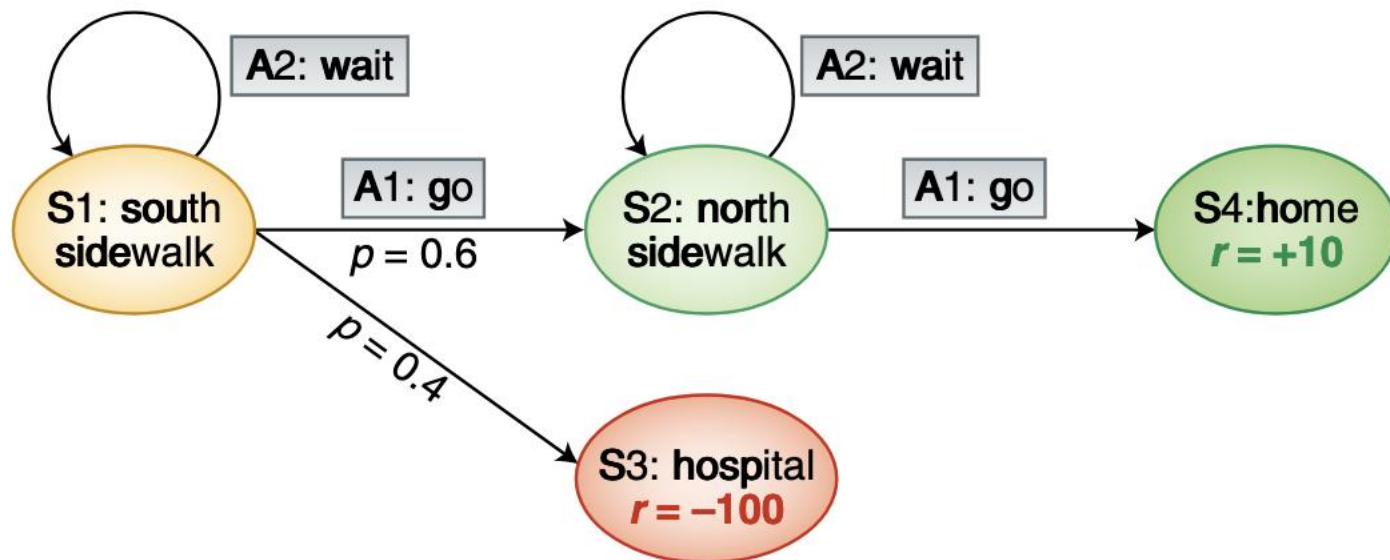 A2: wait
A2: wait
S1: south
sidewalk
A1: go
p = 0.6
S2: north
sidewalk
A1: go
S4:home
r = +10
p = 0.4
S3: hospital
r = –100